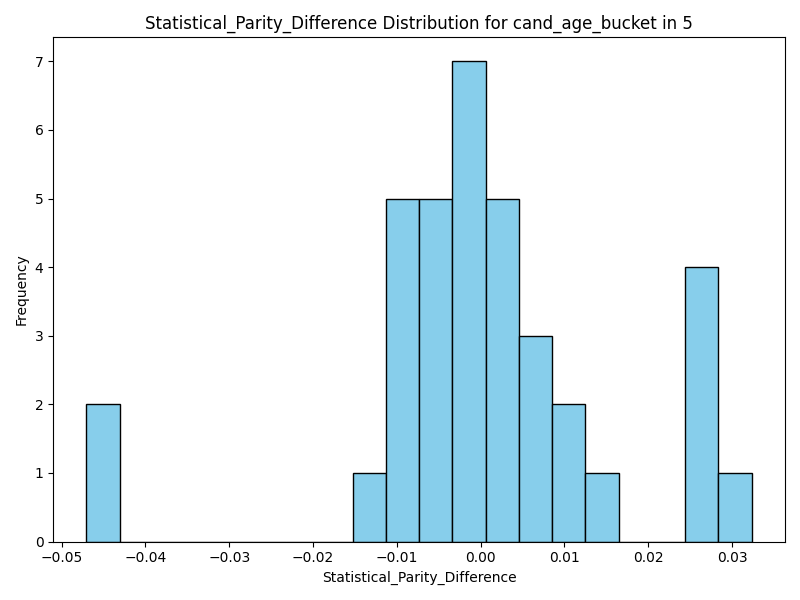 Statistical_Parity_Difference Distribution for cand_age_bucket in 5
Frequency
7
6
5
4
3
2
1
0
−0.05 −0.04 −0.03 −0.02 −0.01 0.00 0.01 0.02 0.03
Statistical_Parity_Difference